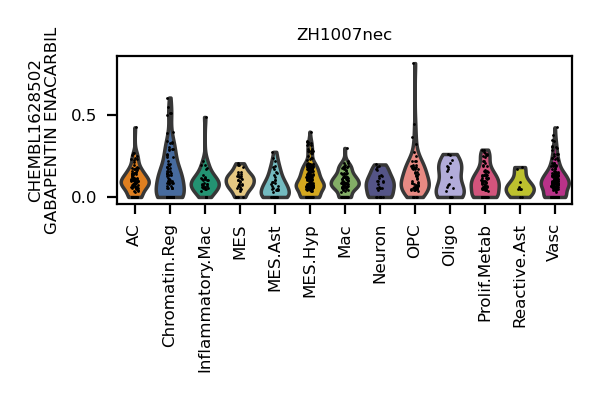 ZH1007nec
CHEMBL1628502
GABAPENTIN ENACARBIL
0.5
0.0
AC
Chromatin.Reg
Inflammatory.Mac
MES
MES.Ast
MES.Hyp
Mac
Neuron
OPC
Oligo
Prolif.Metab
Reactive.Ast
Vasc